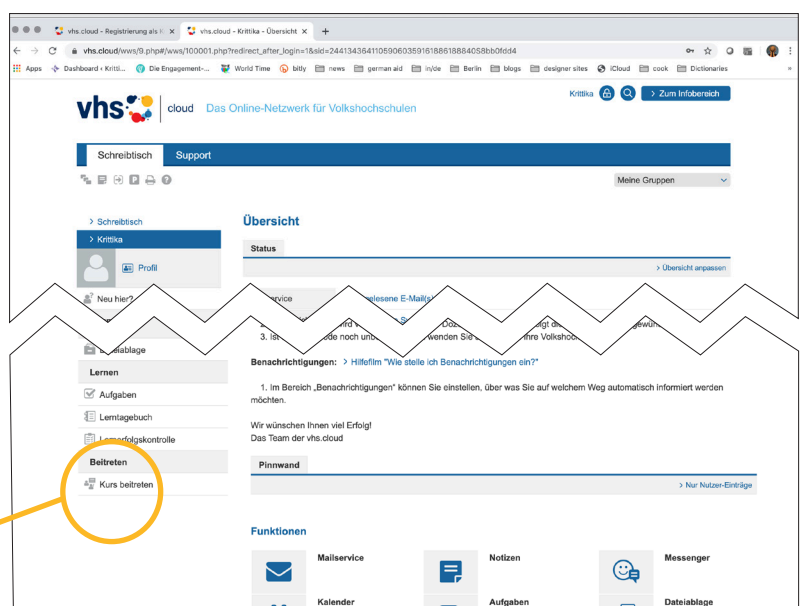 vhs.cloud - Registrierung als K
vhs.cloud - Krittika - Übersicht
vhs.cloud/wws/9.php#/wws/100001.php?redirect_after_login=1&sid=24413436411059060359161886188840S8bb0fdd4
Apps Dashboard ‹ Kritti... Die Engagement-... World Time bitly news german aid in/de Berlin blogs designer sites iCloud cook Dictionaries »
vhs cloud Das Online-Netzwerk für Volkshochschulen
Krittika > Zum Infobereich
Schreibtisch Support
Meine Gruppen
> Schreibtisch
> Krittika
Profil
Neu hier?
Übersicht
Status
> Übersicht anpassen
elesene E-Mail(s)
3. Ist
Dateiablage
Lernen
Aufgaben
Lerntagebuch
Lernerfolgskontrolle
Beitreten
Kurs beitreten
Benachrichtigungen: > Hilfefilm "Wie stelle ich Benachrichtigungen ein?"
1. Im Bereich „Benachrichtigungen" können Sie einstellen, über was Sie auf welchem Weg automatisch informiert werden
möchten.
Wir wünschen Ihnen viel Erfolg!
Das Team der vhs.cloud
Pinnwand
> Nur Nutzer-Einträge
Funktionen
Mailservice Notizen Messenger
Kalender Aufgaben Dateiablage